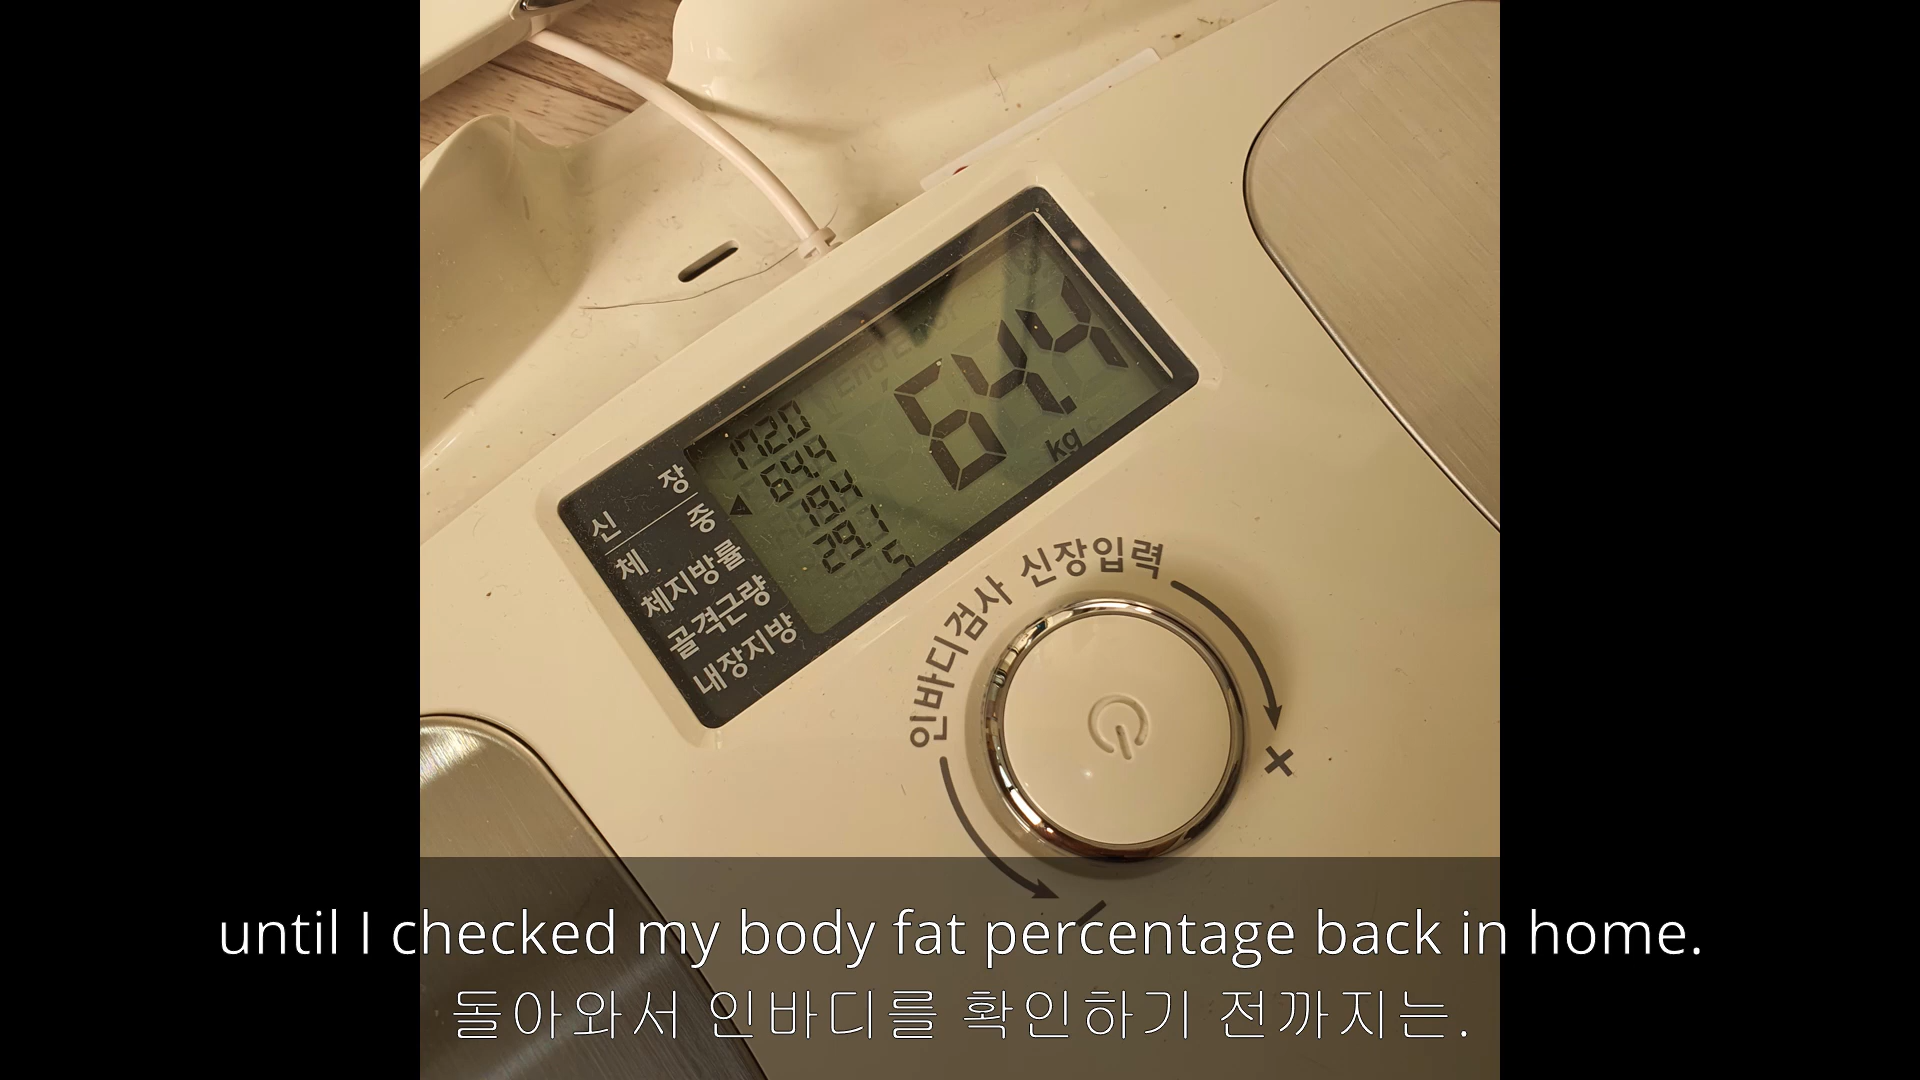 64.4
kg
신 장 172.0
체 중 64.4
체지방률 19.4
골격근량 29.1
내장지방 5
인바디검사 신장입력
+
-
until I checked my body fat percentage back in home.
돌아와서 인바디를 확인하기 전까지는.